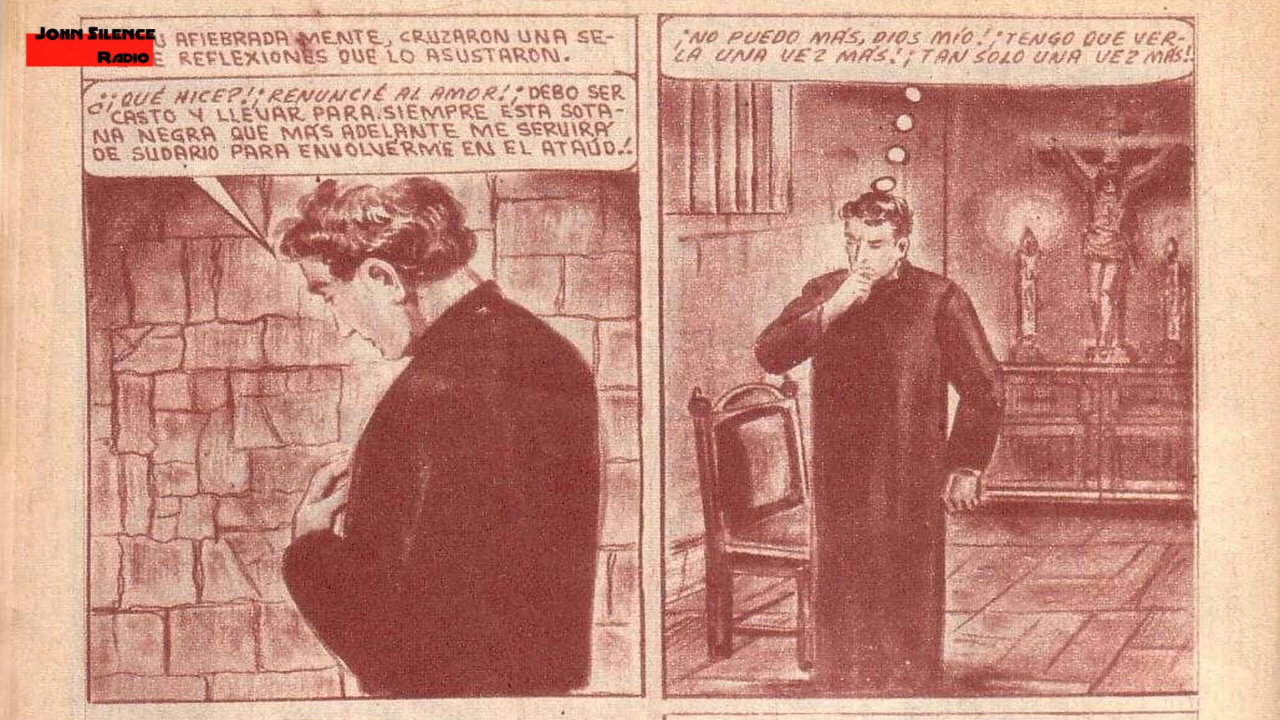 JOHN SILENCE
RADIO
AFIEBRADA MENTE, CRUZARON UNA SE-
REFLEXIONES QUE LO ASUSTARON.
¡¿QUÉ HICE?! ¡RENUNCIÉ AL AMOR! ¡DEBO SER
CASTO Y LLEVAR PARA SIEMPRE ESTA SOTA-
NA NEGRA QUE MÁS ADELANTE ME SERVIRÁ
DE SUDARIO PARA ENVOLVERME EN EL ATAÚD!
¡NO PUEDO MÁS, DIOS MÍO! ¡TENGO QUE VER-
LA UNA VEZ MÁS! ¡TAN SOLO UNA VEZ MÁS!